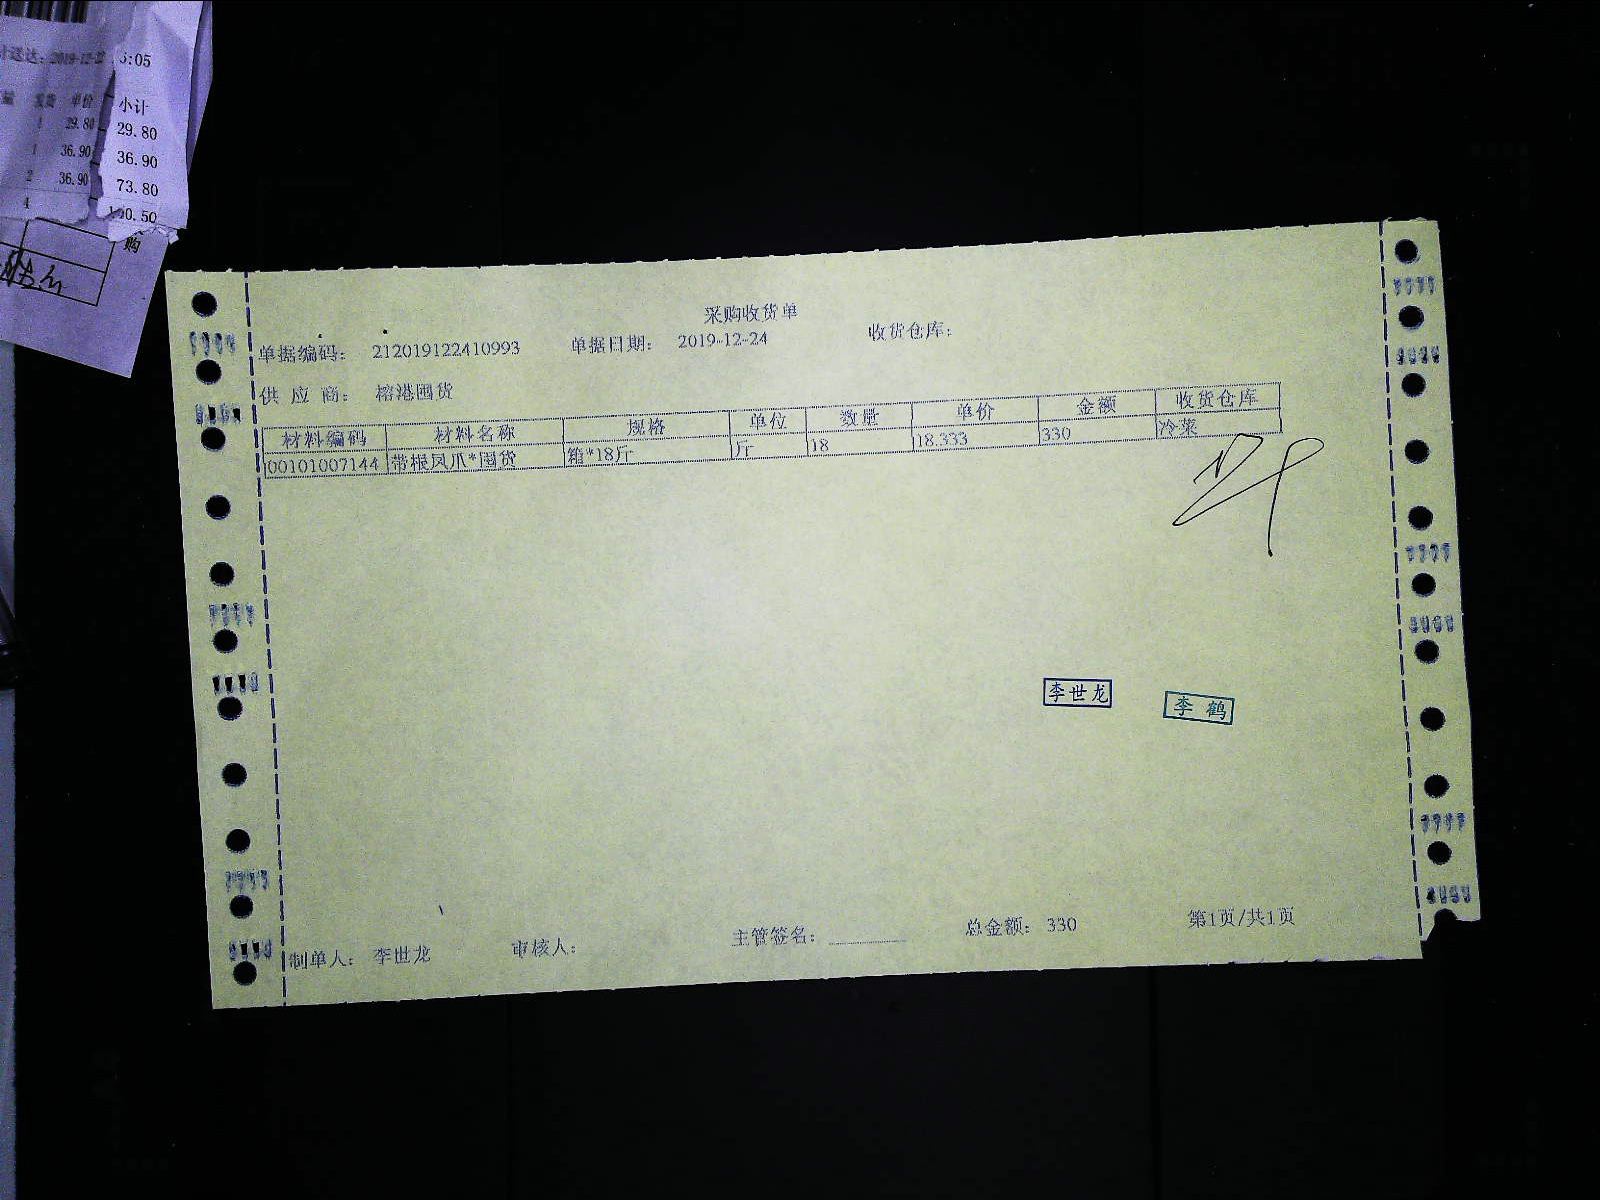 2019-12-2
5:05
单价
小计
29.80
29.80
1
36.90
36.90
2
36.90
73.80
4
购
采购收货单
单据编码： 212019122410993 单据日期： 2019-12-24 收货仓库：
供 应 商： 榕港囤货
材料编码 材料名称 规格 单位 数量 单价 金额 收货仓库
00101007144 带根凤爪*囤货 箱*18斤 斤 18 18.333 330 冷菜
李世龙
李 鹤
制单人： 李世龙 审核人： 主管签名： 总金额： 330 第1页/共1页